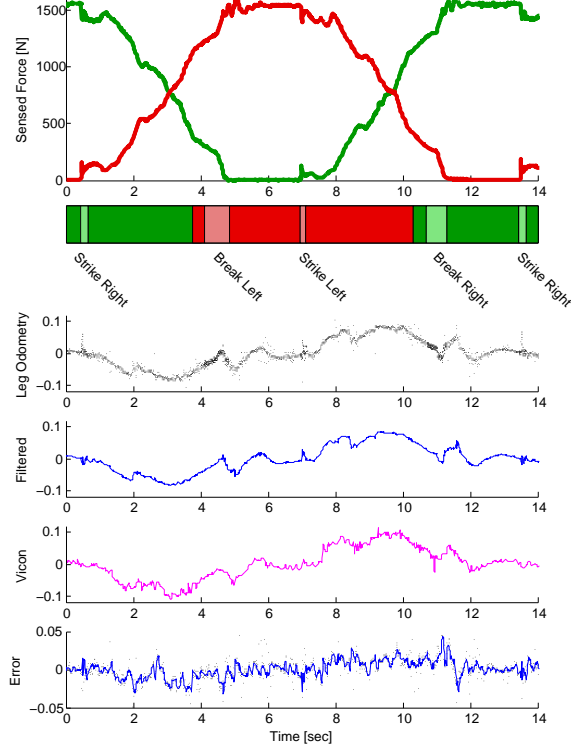 1500
1000
500
0
Sensed Force [N]
0 2 4 6 8 10 12 14
Strike Right
Break Left
Strike Left
Break Right
Strike Right
0.1
0
−0.1
Leg Odometry
0 2 4 6 8 10 12 14
0.1
0
−0.1
Filtered
0 2 4 6 8 10 12 14
0.1
0
−0.1
Vicon
0 2 4 6 8 10 12 14
0.05
0
−0.05
Error
0 2 4 6 8 10 12 14
Time [sec]